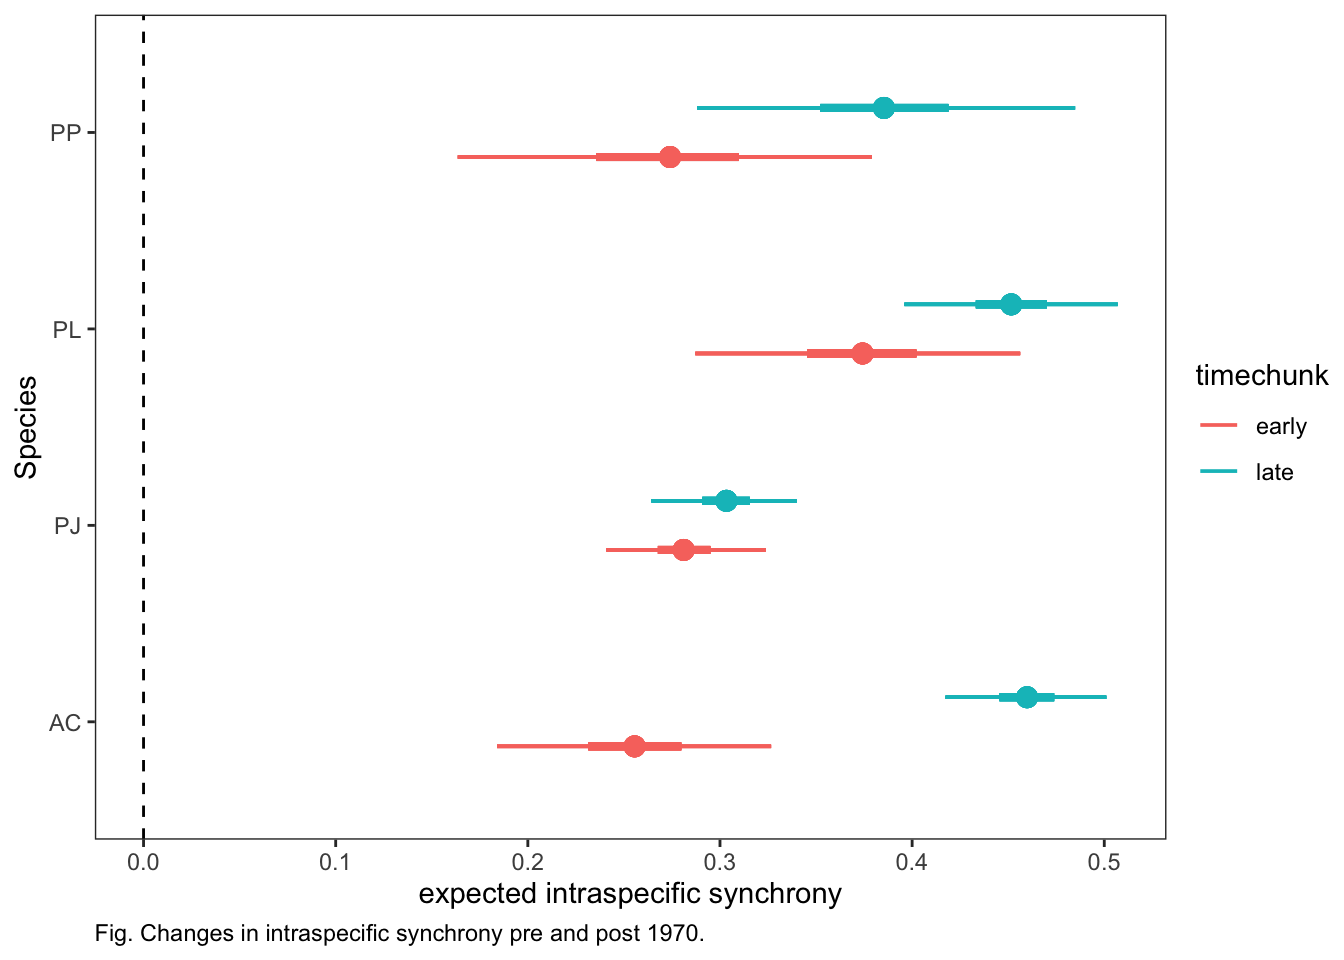 PP
PL
PJ
AC
Species
0.0 0.1 0.2 0.3 0.4 0.5
expected intraspecific synchrony
timechunk
early
late
Fig. Changes in intraspecific synchrony pre and post 1970.